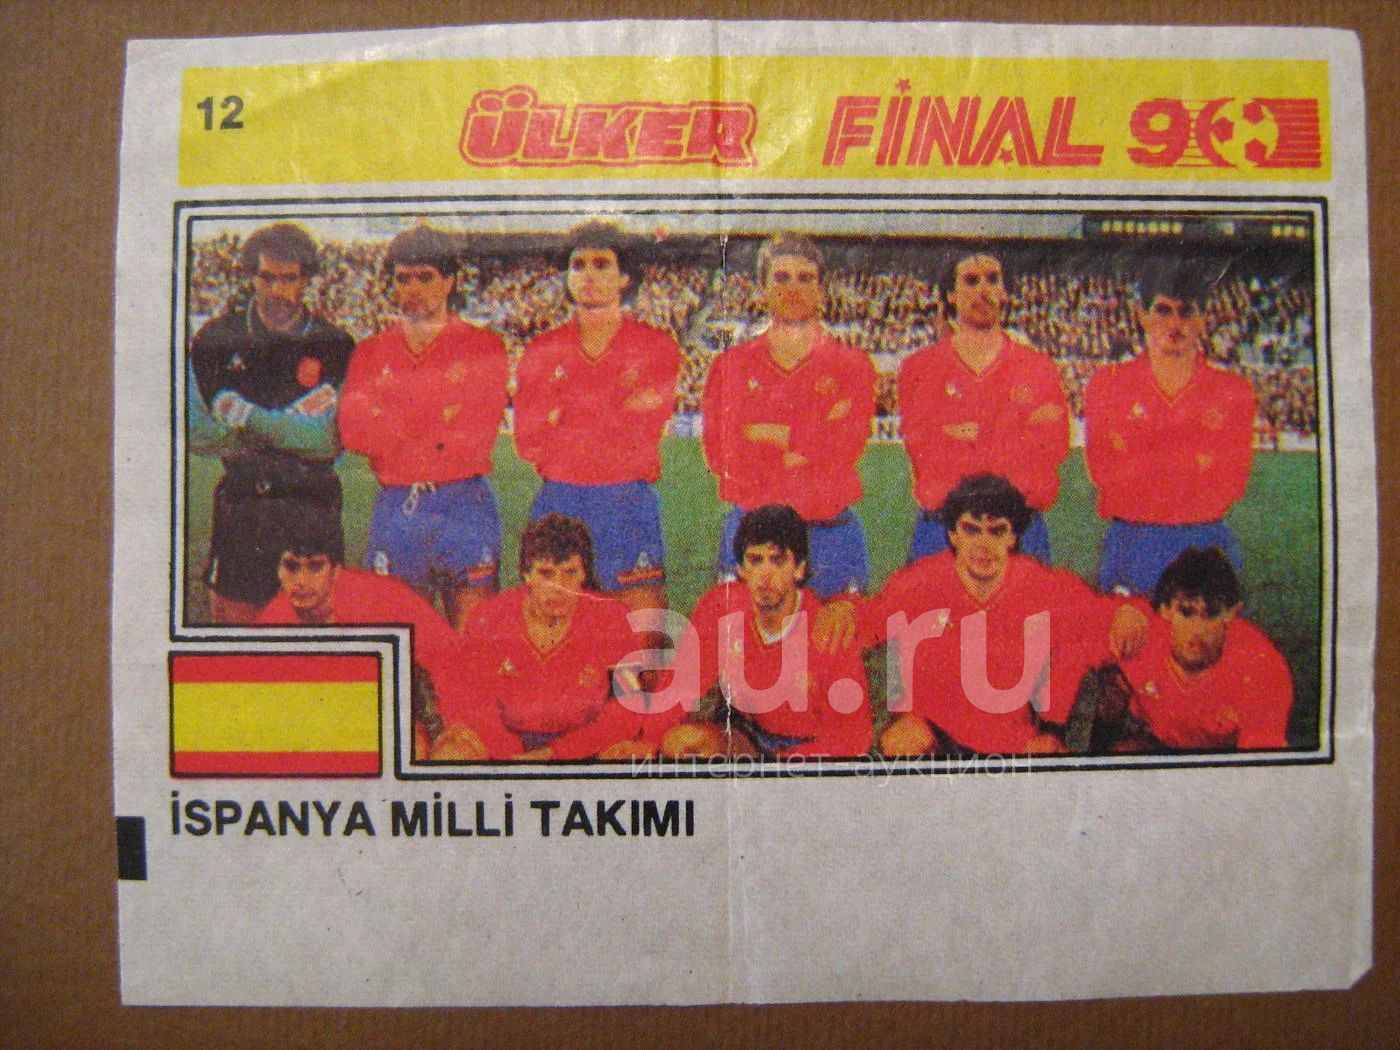 12
ÜLKER FİNAL 90
au.ru
интернет-аукцион
İSPANYA MİLLİ TAKIMI